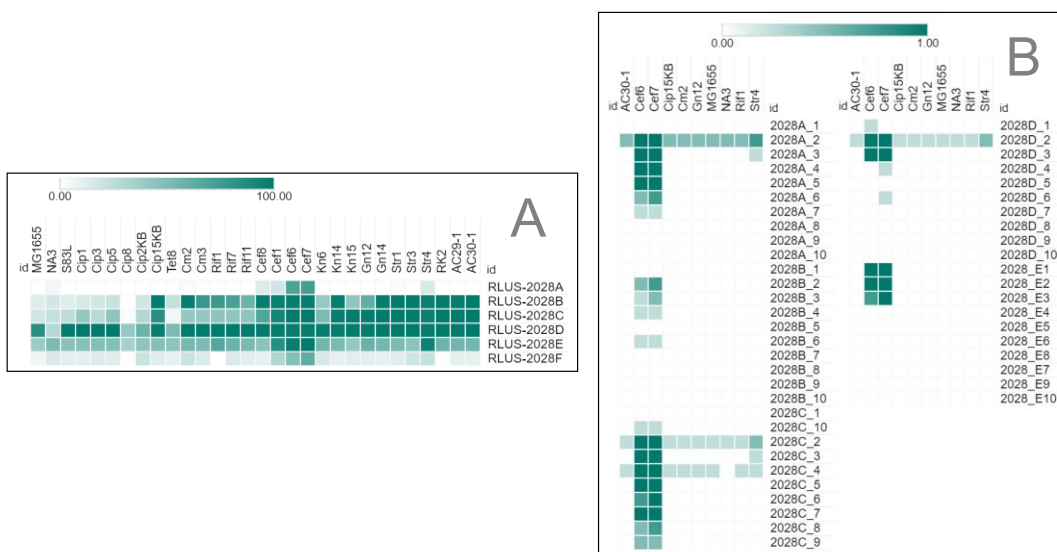 A
0.00 100.00
id MG1655 NA3 S83L Cip1 Cip3 Cip5 Cip8 Cip2KB Cip15KB Tet8 Cm2 Cm3 Rif1 Rif7 Rif11 Cef8 Cef1 Cef6 Cef7 Kn6 Kn14 Kn15 Gn12 Gn14 Str1 Str3 Str4 RK2 AC29-1 AC30-1 id
RLUS-2028A
RLUS-2028B
RLUS-2028C
RLUS-2028D
RLUS-2028E
RLUS-2028F
B
0.00 1.00
id AC30-1 Cef6 Cef7 Cip15KB Cm2 Gn12 MG1655 NA3 Rif1 Str4 id
2028A_1
2028A_2
2028A_3
2028A_4
2028A_5
2028A_6
2028A_7
2028A_8
2028A_9
2028A_10
2028B_1
2028B_2
2028B_3
2028B_4
2028B_5
2028B_6
2028B_7
2028B_8
2028B_9
2028B_10
2028C_1
2028C_10
2028C_2
2028C_3
2028C_4
2028C_5
2028C_6
2028C_7
2028C_8
2028C_9
id AC30-1 Cef6 Cef7 Cip15KB Cm2 Gn12 MG1655 NA3 Rif1 Str4 id
2028D_1
2028D_2
2028D_3
2028D_4
2028D_5
2028D_6
2028D_7
2028D_8
2028D_9
2028D_10
2028_E1
2028_E2
2028_E3
2028_E4
2028_E5
2028_E6
2028_E8
2028_E7
2028_E9
2028_E10